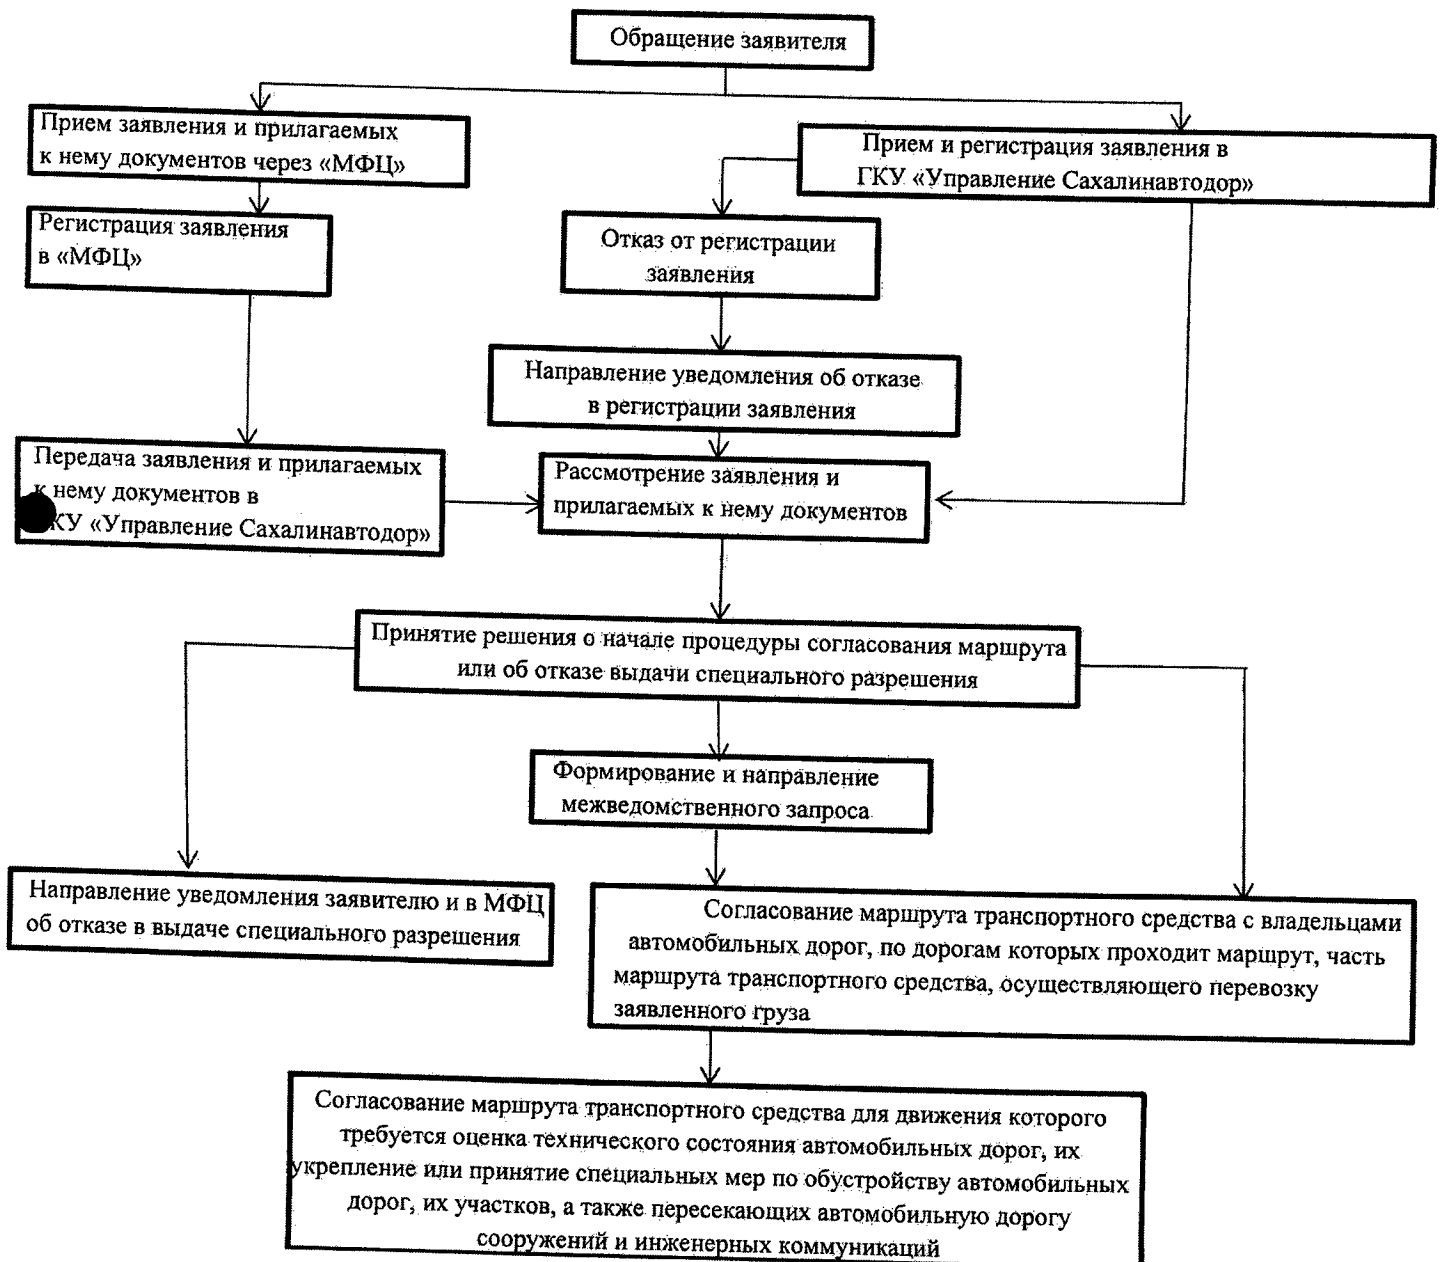 Обращение заявителя
Прием заявления и прилагаемых
к нему документов через «МФЦ»
Прием и регистрация заявления в
ГКУ «Управление Сахалинавтодор»
Регистрация заявления
в «МФЦ»
Отказ от регистрации
заявления
Направление уведомления об отказе
в регистрации заявления
Передача заявления и прилагаемых
к нему документов в
КУ «Управление Сахалинавтодор»
Рассмотрение заявления и
прилагаемых к нему документов
Принятие решения о начале процедуры согласования маршрута
или об отказе выдачи специального разрешения
Формирование и направление
межведомственного запроса
Направление уведомления заявителю и в МФЦ
об отказе в выдаче специального разрешения
Согласование маршрута транспортного средства с владельцами
автомобильных дорог, по дорогам которых проходит маршрут, часть
маршрута транспортного средства, осуществляющего перевозку
заявленного груза
Согласование маршрута транспортного средства для движения которого
требуется оценка технического состояния автомобильных дорог, их
укрепление или принятие специальных мер по обустройству автомобильных
дорог, их участков, а также пересекающих автомобильную дорогу
сооружений и инженерных коммуникаций